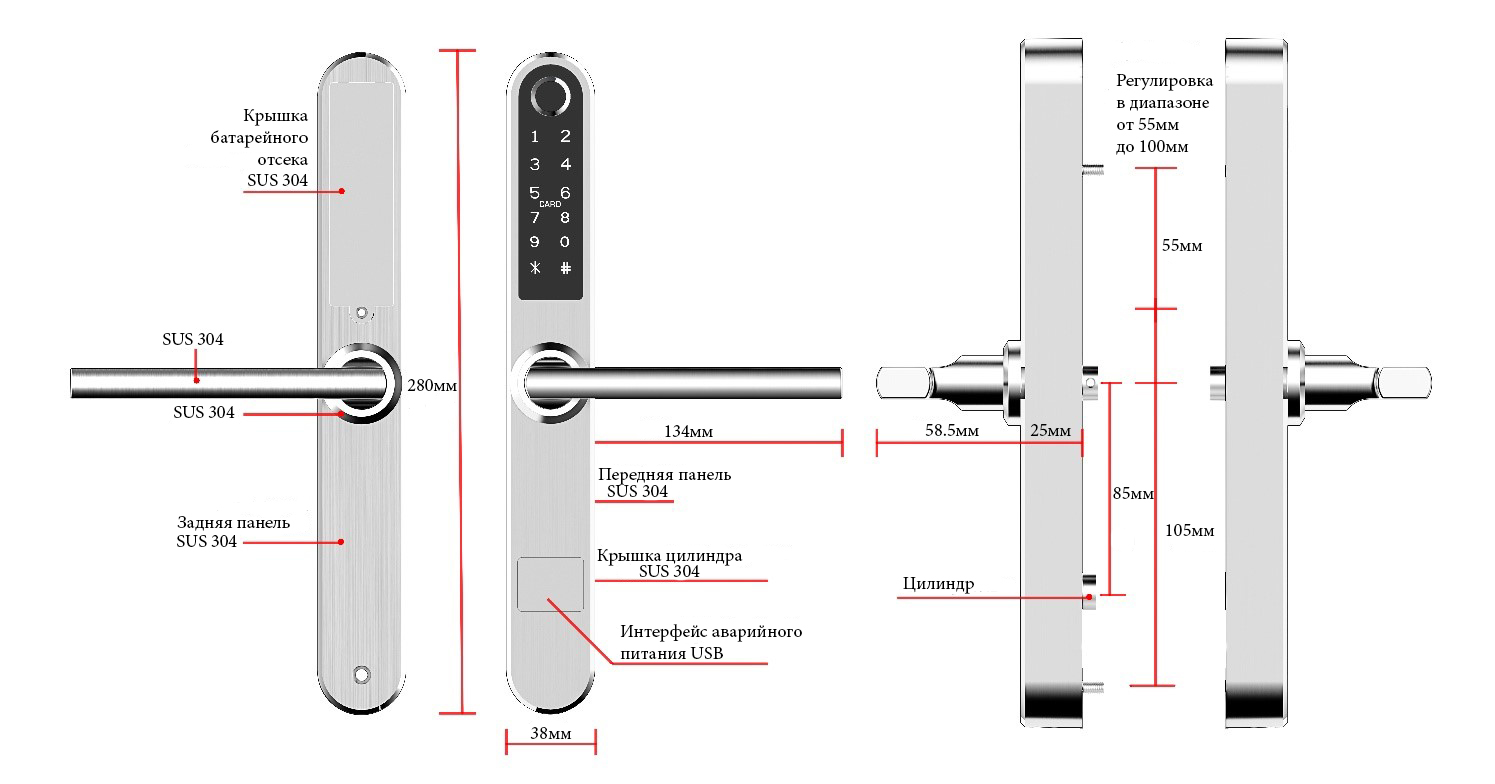 Крышка
батарейного
отсека
SUS 304
SUS 304
SUS 304
Задняя панель
SUS 304
280мм
1 2
3 4
5 6
CARD
7 8
9 0
* #
134мм
Передняя панель
SUS 304
Крышка цилиндра
SUS 304
Интерфейс аварийного
питания USB
38мм
Регулировка
в диапазоне
от 55мм
до 100мм
55мм
58.5мм
25мм
85мм
105мм
Цилиндр